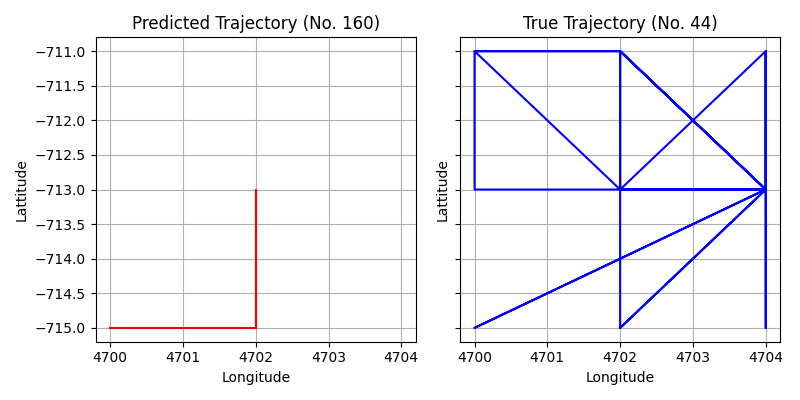 Predicted Trajectory (No. 160)
−711.0
−711.5
−712.0
−712.5
−713.0
−713.5
−714.0
−714.5
−715.0
Lattitude
4700 4701 4702 4703 4704
Longitude
True Trajectory (No. 44)
Lattitude
4700 4701 4702 4703 4704
Longitude